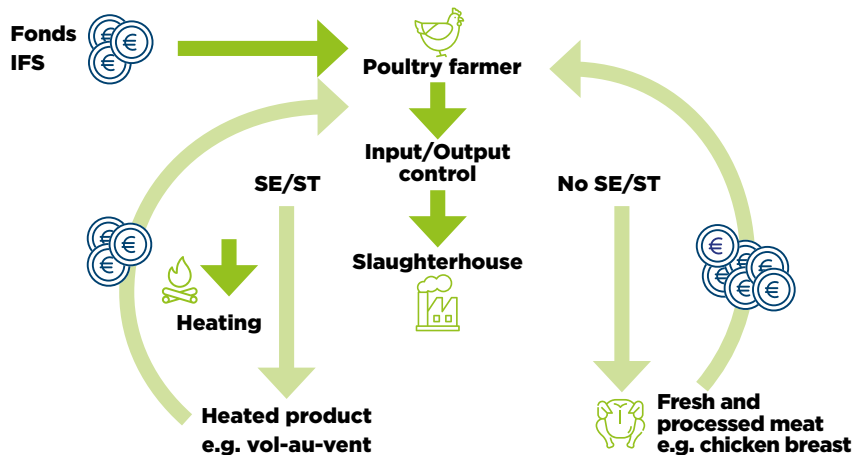 Fonds
IFS
Poultry farmer
Input/Output
control
SE/ST
No SE/ST
Slaughterhouse
Heating
Heated product
e.g. vol-au-vent
Fresh and
processed meat
e.g. chicken breast
€
€
€
€
€
€
€
€
€
€
€
€